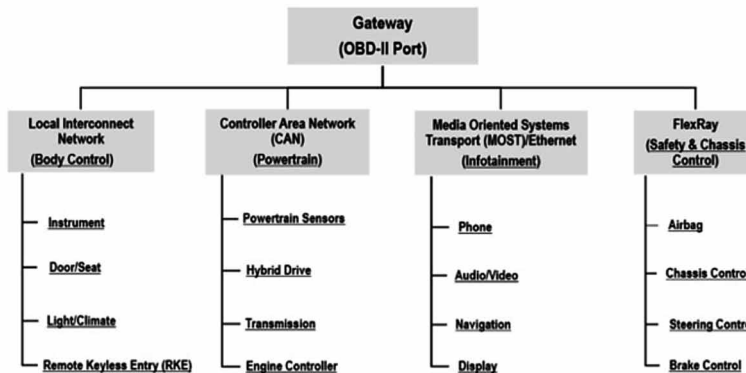 Gateway
(OBD-II Port)
Local Interconnect
Network
(Body Control)
Controller Area Network
(CAN)
(Powertrain)
Media Oriented Systems
Transport (MOST)/Ethernet
(Infotainment)
FlexRay
(Safety & Chassis
Control)
Instrument
Door/Seat
Light/Climate
Remote Keyless Entry (RKE)
Powertrain Sensors
Hybrid Drive
Transmission
Engine Controller
Phone
Audio/Video
Navigation
Display
Airbag
Chassis Control
Steering Control
Brake Control